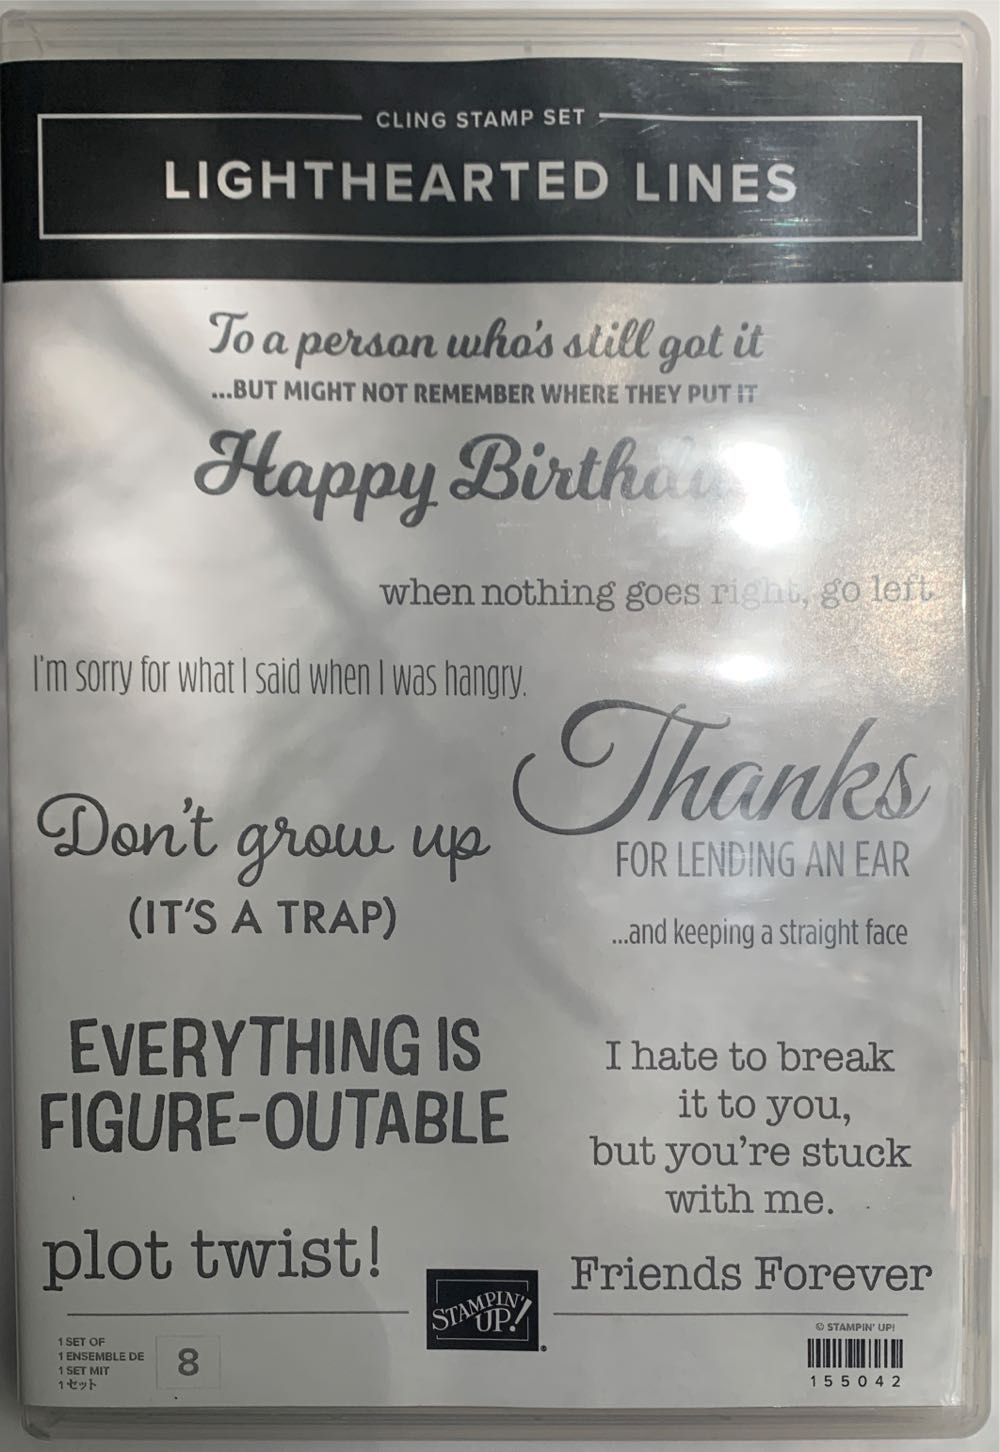 CLING STAMP SET
LIGHTHEARTED LINES
To a person who's still got it
...BUT MIGHT NOT REMEMBER WHERE THEY PUT IT
Happy Birthday
when nothing goes right, go left
I'm sorry for what I said when I was hangry.
Thanks
FOR LENDING AN EAR
...and keeping a straight face
Don't grow up
(IT'S A TRAP)
EVERYTHING IS
FIGURE-OUTABLE
I hate to break
it to you,
but you're stuck
with me.
plot twist!
Friends Forever
STAMPIN'
UP!
1 SET OF
1 ENSEMBLE DE
1 SET MIT
1セット
8
© STAMPIN' UP!
155042